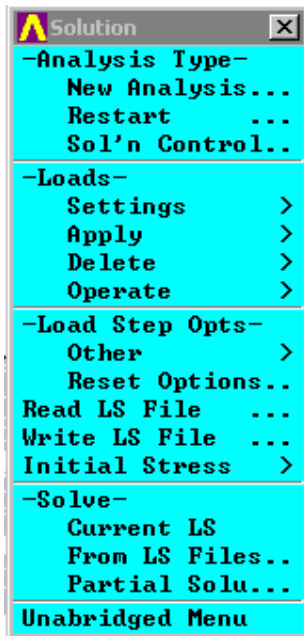 Solution
-Analysis Type-
New Analysis...
Restart ...
Sol'n Control..
-Loads-
Settings >
Apply >
Delete >
Operate >
-Load Step Opts-
Other >
Reset Options..
Read LS File ...
Write LS File ...
Initial Stress >
-Solve-
Current LS
From LS Files..
Partial Solu...
Unabridged Menu